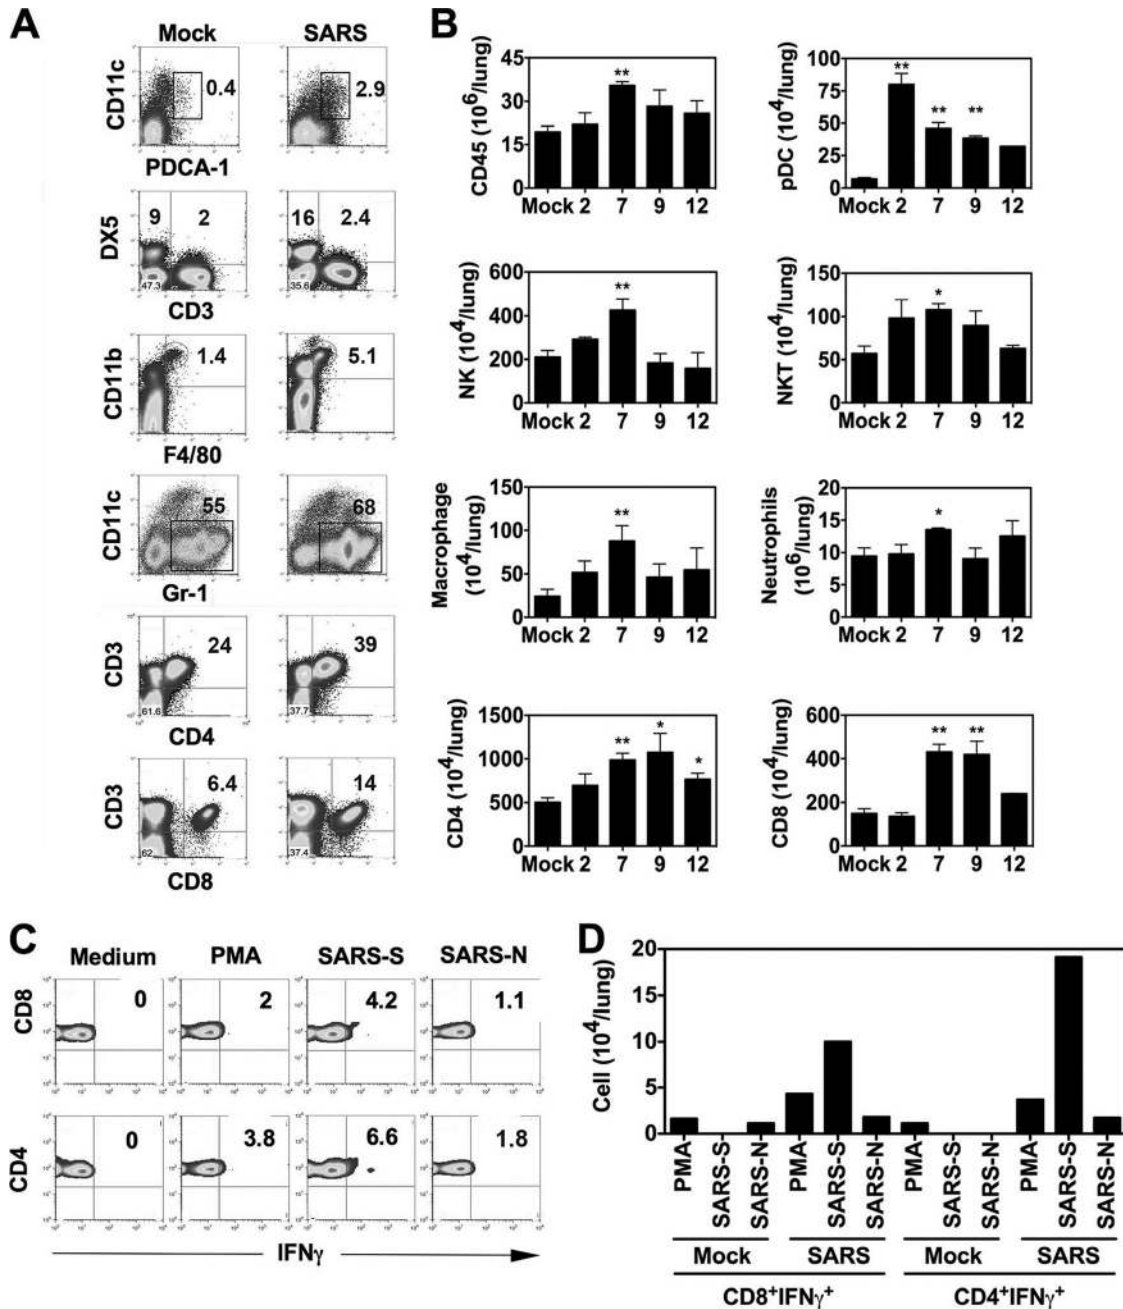 A
Mock SARS
CD11c
0.4 2.9
PDCA-1
DX5
9 2 16 2.4
47.3 35.6
CD3
CD11b
1.4 5.1
F4/80
CD11c
55 68
Gr-1
CD3
24 39
61.6 37.7
CD4
CD3
6.4 14
62 37.4
CD8
B
CD45 (10⁶/lung)
45
30
15
0
**
Mock 2 7 9 12
pDC (10⁴/lung)
100
75
50
25
0
** ** **
Mock 2 7 9 12
NK (10⁴/lung)
600
400
200
0
**
Mock 2 7 9 12
NKT (10⁴/lung)
150
100
50
0
*
Mock 2 7 9 12
Macrophage
(10⁴/lung)
150
100
50
0
**
Mock 2 7 9 12
Neutrophils
(10⁶/lung)
20
15
10
5
0
*
Mock 2 7 9 12
CD4 (10⁴/lung)
1500
1000
500
0
** * *
Mock 2 7 9 12
CD8 (10⁴/lung)
600
400
200
0
** **
Mock 2 7 9 12
C
Medium PMA SARS-S SARS-N
CD8
0 2 4.2 1.1
CD4
0 3.8 6.6 1.8
IFNγ
D
Cell (10⁴/lung)
20
15
10
5
0
PMA SARS-S SARS-N PMA SARS-S SARS-N PMA SARS-S SARS-N PMA SARS-S SARS-N
Mock SARS Mock SARS
CD8⁺IFNγ⁺ CD4⁺IFNγ⁺